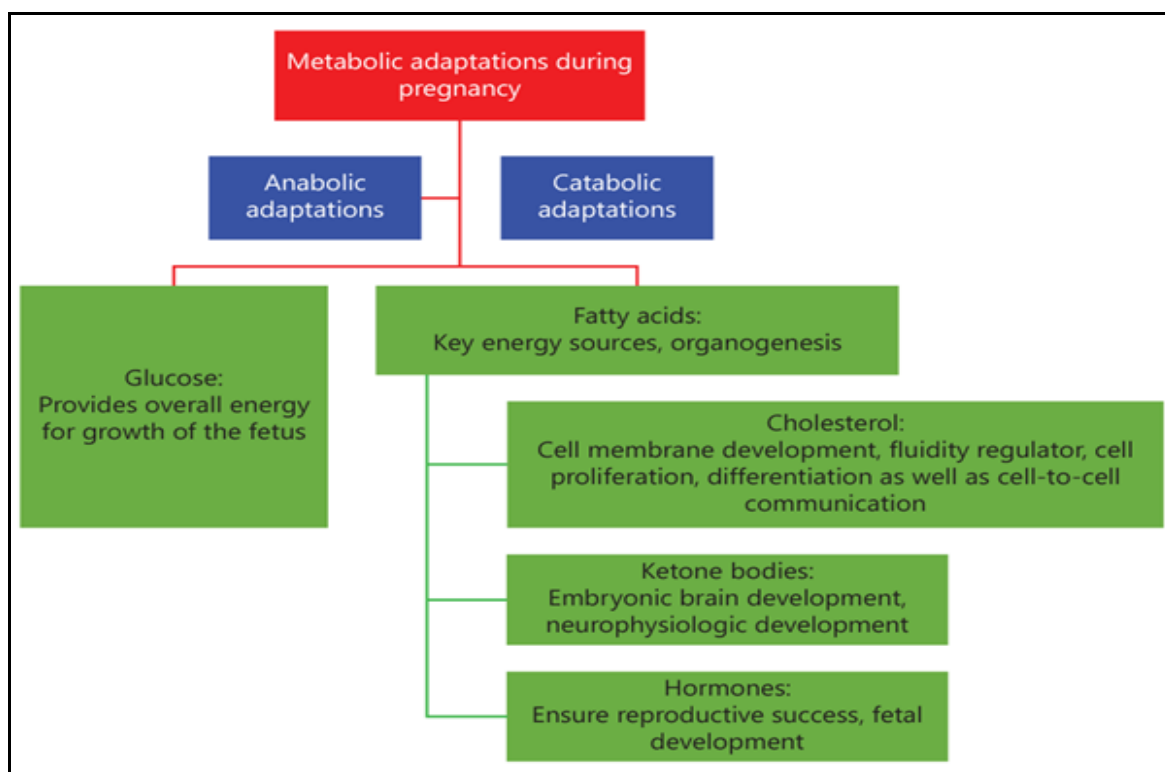 Metabolic adaptations during
pregnancy
Anabolic
adaptations
Catabolic
adaptations
Glucose:
Provides overall energy
for growth of the fetus
Fatty acids:
Key energy sources, organogenesis
Cholesterol:
Cell membrane development, fluidity regulator, cell
proliferation, differentiation as well as cell-to-cell
communication
Ketone bodies:
Embryonic brain development,
neurophysiologic development
Hormones:
Ensure reproductive success, fetal
development